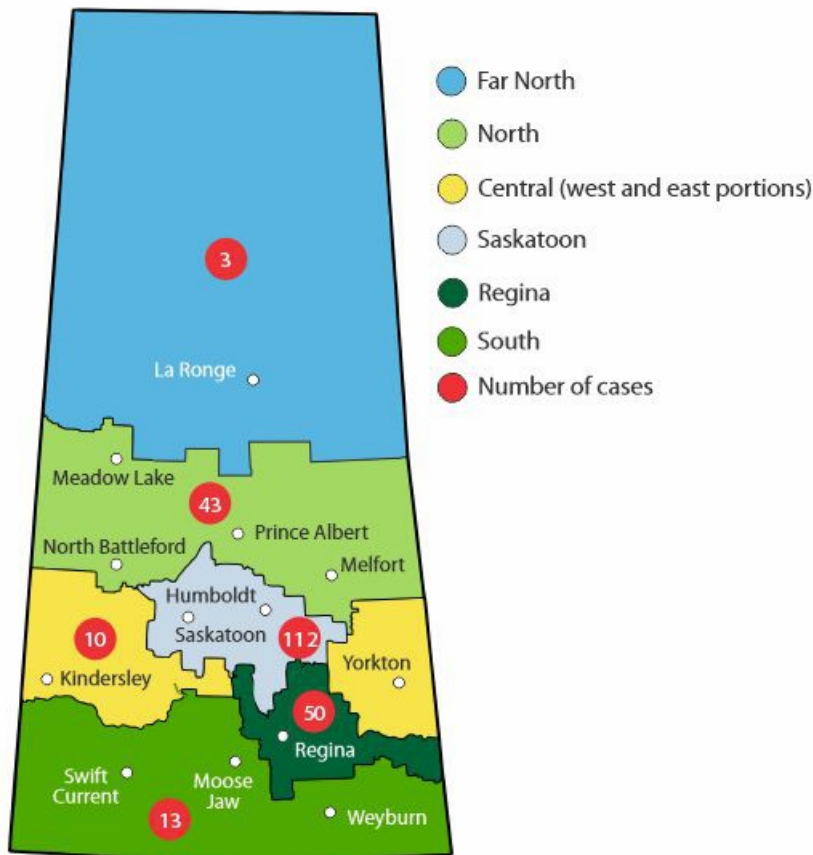 Far North
North
Central (west and east portions)
Saskatoon
Regina
South
Number of cases
3
La Ronge
Meadow Lake
43
Prince Albert
North Battleford
Melfort
Humboldt
Saskatoon
112
10
Kindersley
Yorkton
50
Regina
Swift
Current
Moose
Jaw
Weyburn
13